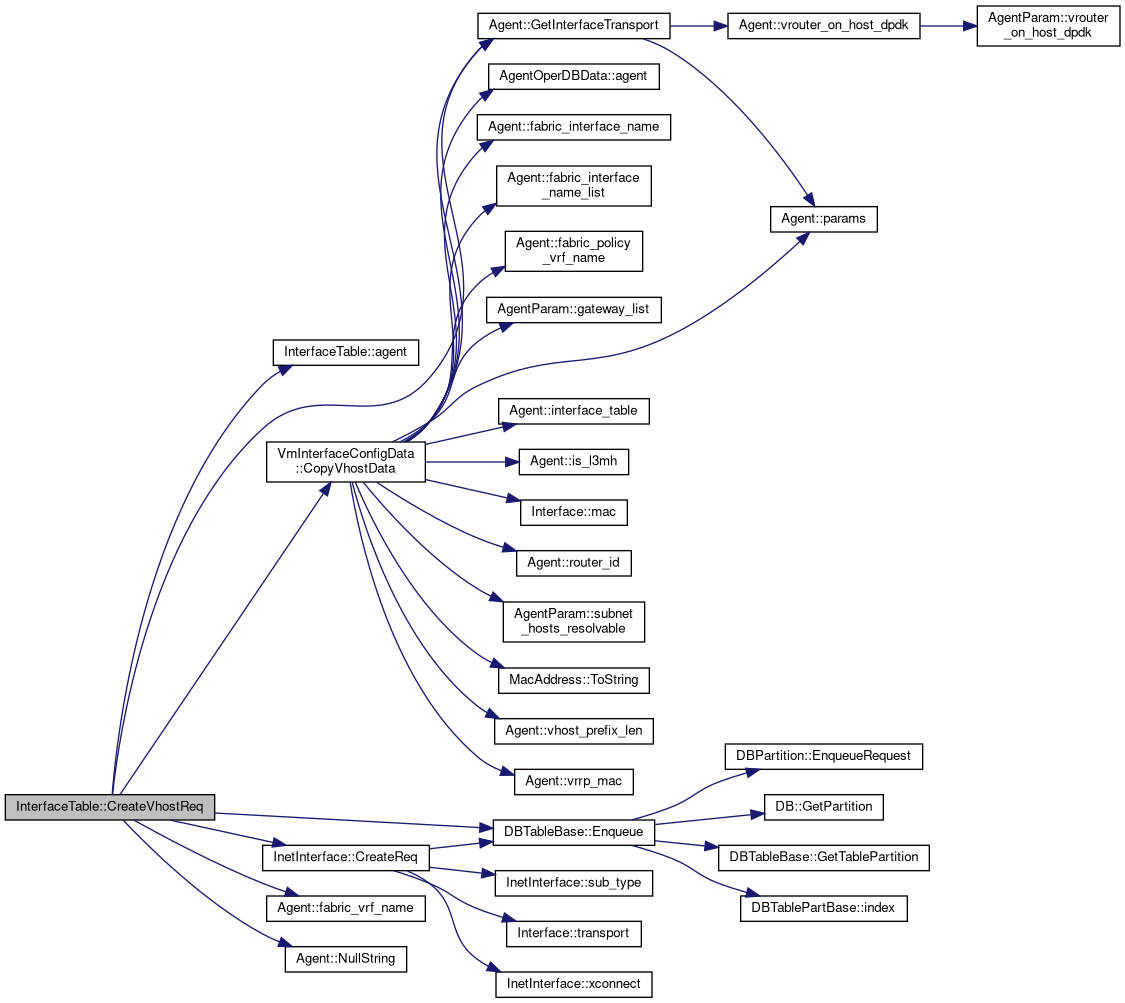 Agent::GetInterfaceTransport
Agent::vrouter_on_host_dpdk
AgentParam::vrouter
_on_host_dpdk
AgentOperDBData::agent
Agent::fabric_interface_name
Agent::fabric_interface
_name_list
Agent::params
Agent::fabric_policy
_vrf_name
AgentParam::gateway_list
InterfaceTable::agent
Agent::interface_table
VmInterfaceConfigData
::CopyVhostData
Agent::is_l3mh
Interface::mac
Agent::router_id
AgentParam::subnet
_hosts_resolvable
MacAddress::ToString
Agent::vhost_prefix_len
DBPartition::EnqueueRequest
Agent::vrrp_mac
InterfaceTable::CreateVhostReq
DB::GetPartition
DBTableBase::Enqueue
InetInterface::CreateReq
DBTableBase::GetTablePartition
InetInterface::sub_type
Agent::fabric_vrf_name
DBTablePartBase::index
Interface::transport
Agent::NullString
InetInterface::xconnect